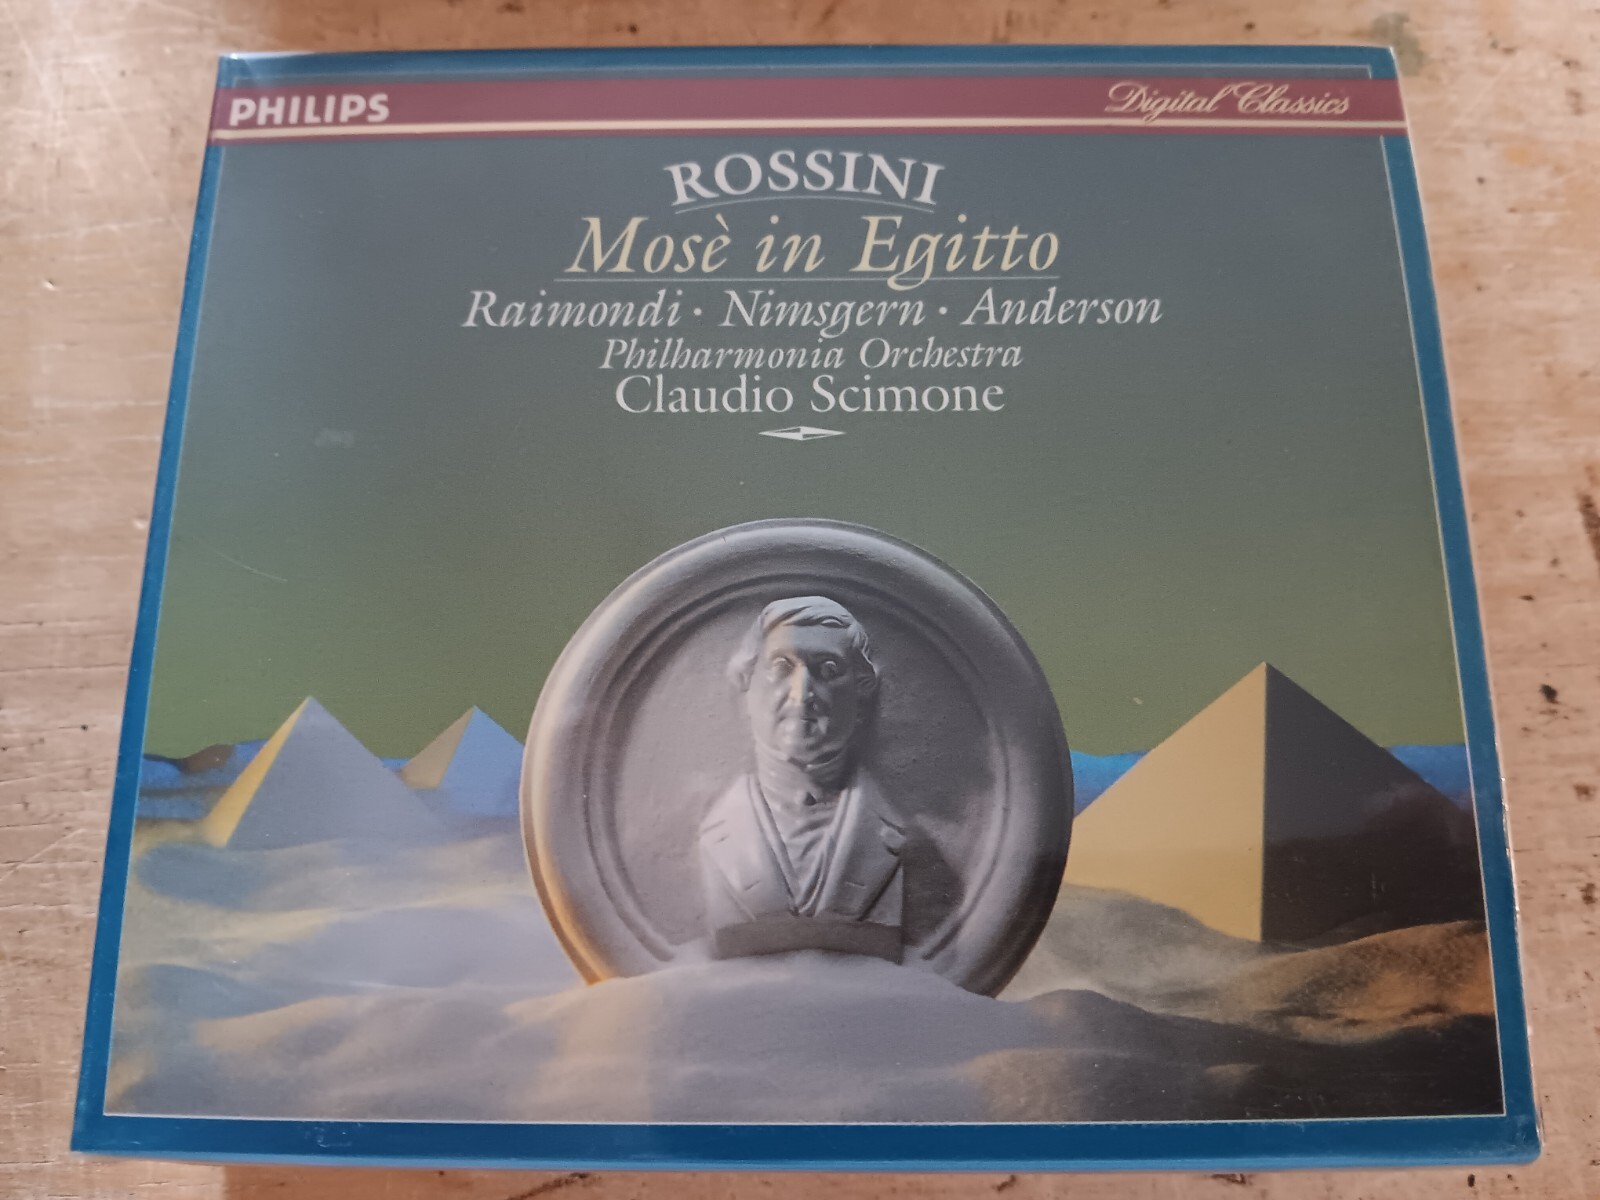 PHILIPS Digital Classics
ROSSINI
Mosè in Egitto
Raimondi · Nimsgern · Anderson
Philharmonia Orchestra
Claudio Scimone